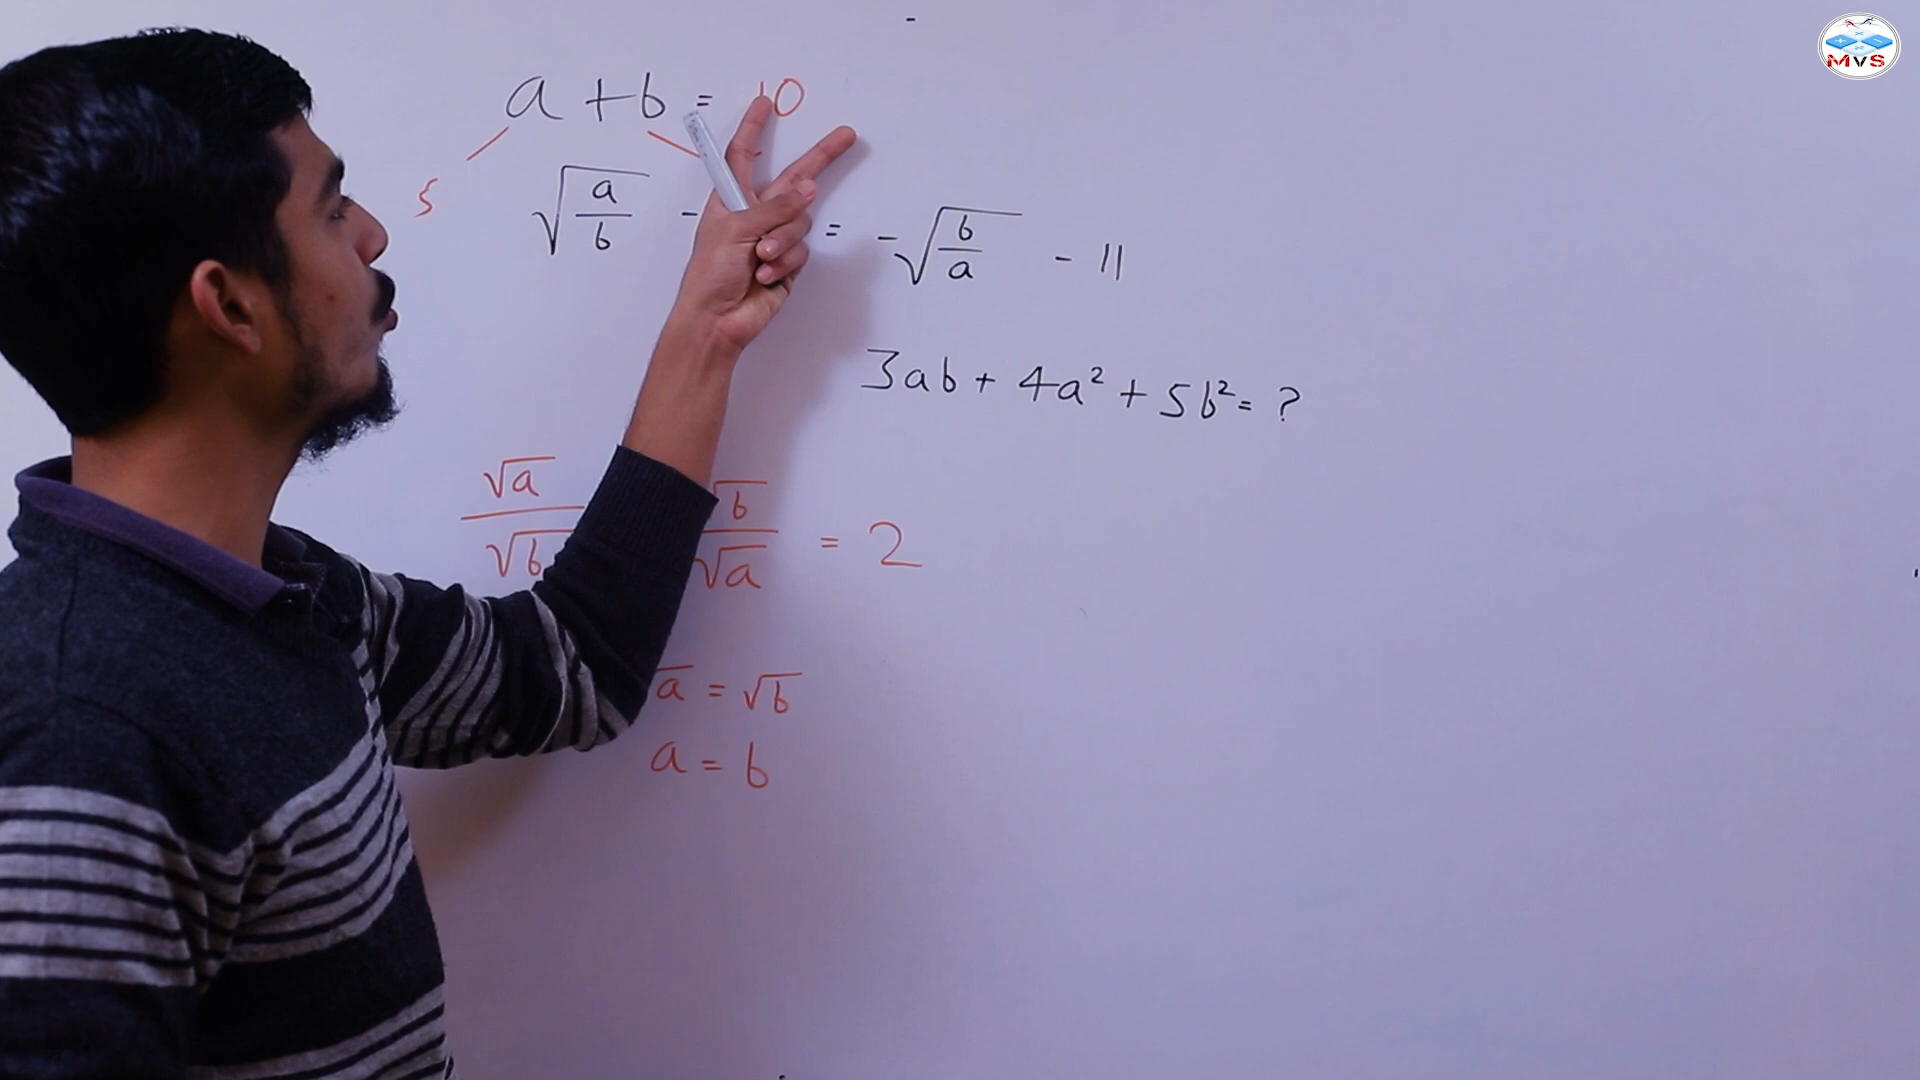 MVS
a + b = 10
5
√(a/b) - = -√(b/a) - 11
3ab + 4a² + 5b² = ?
√a/√b √b/√a = 2
√a = √b
a = b